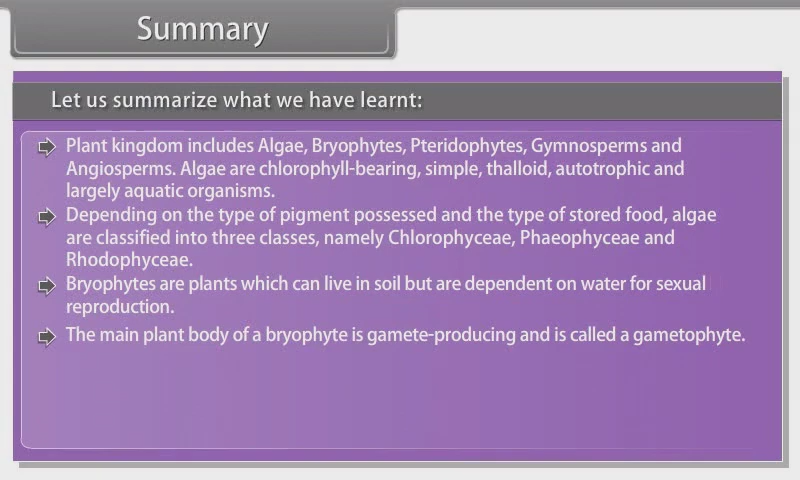 Summary
Let us summarize what we have learnt:
Plant kingdom includes Algae, Bryophytes, Pteridophytes, Gymnosperms and
Angiosperms. Algae are chlorophyll-bearing, simple, thalloid, autotrophic and
largely aquatic organisms.
Depending on the type of pigment possessed and the type of stored food, algae
are classified into three classes, namely Chlorophyceae, Phaeophyceae and
Rhodophyceae.
Bryophytes are plants which can live in soil but are dependent on water for sexual
reproduction.
The main plant body of a bryophyte is gamete-producing and is called a gametophyte.